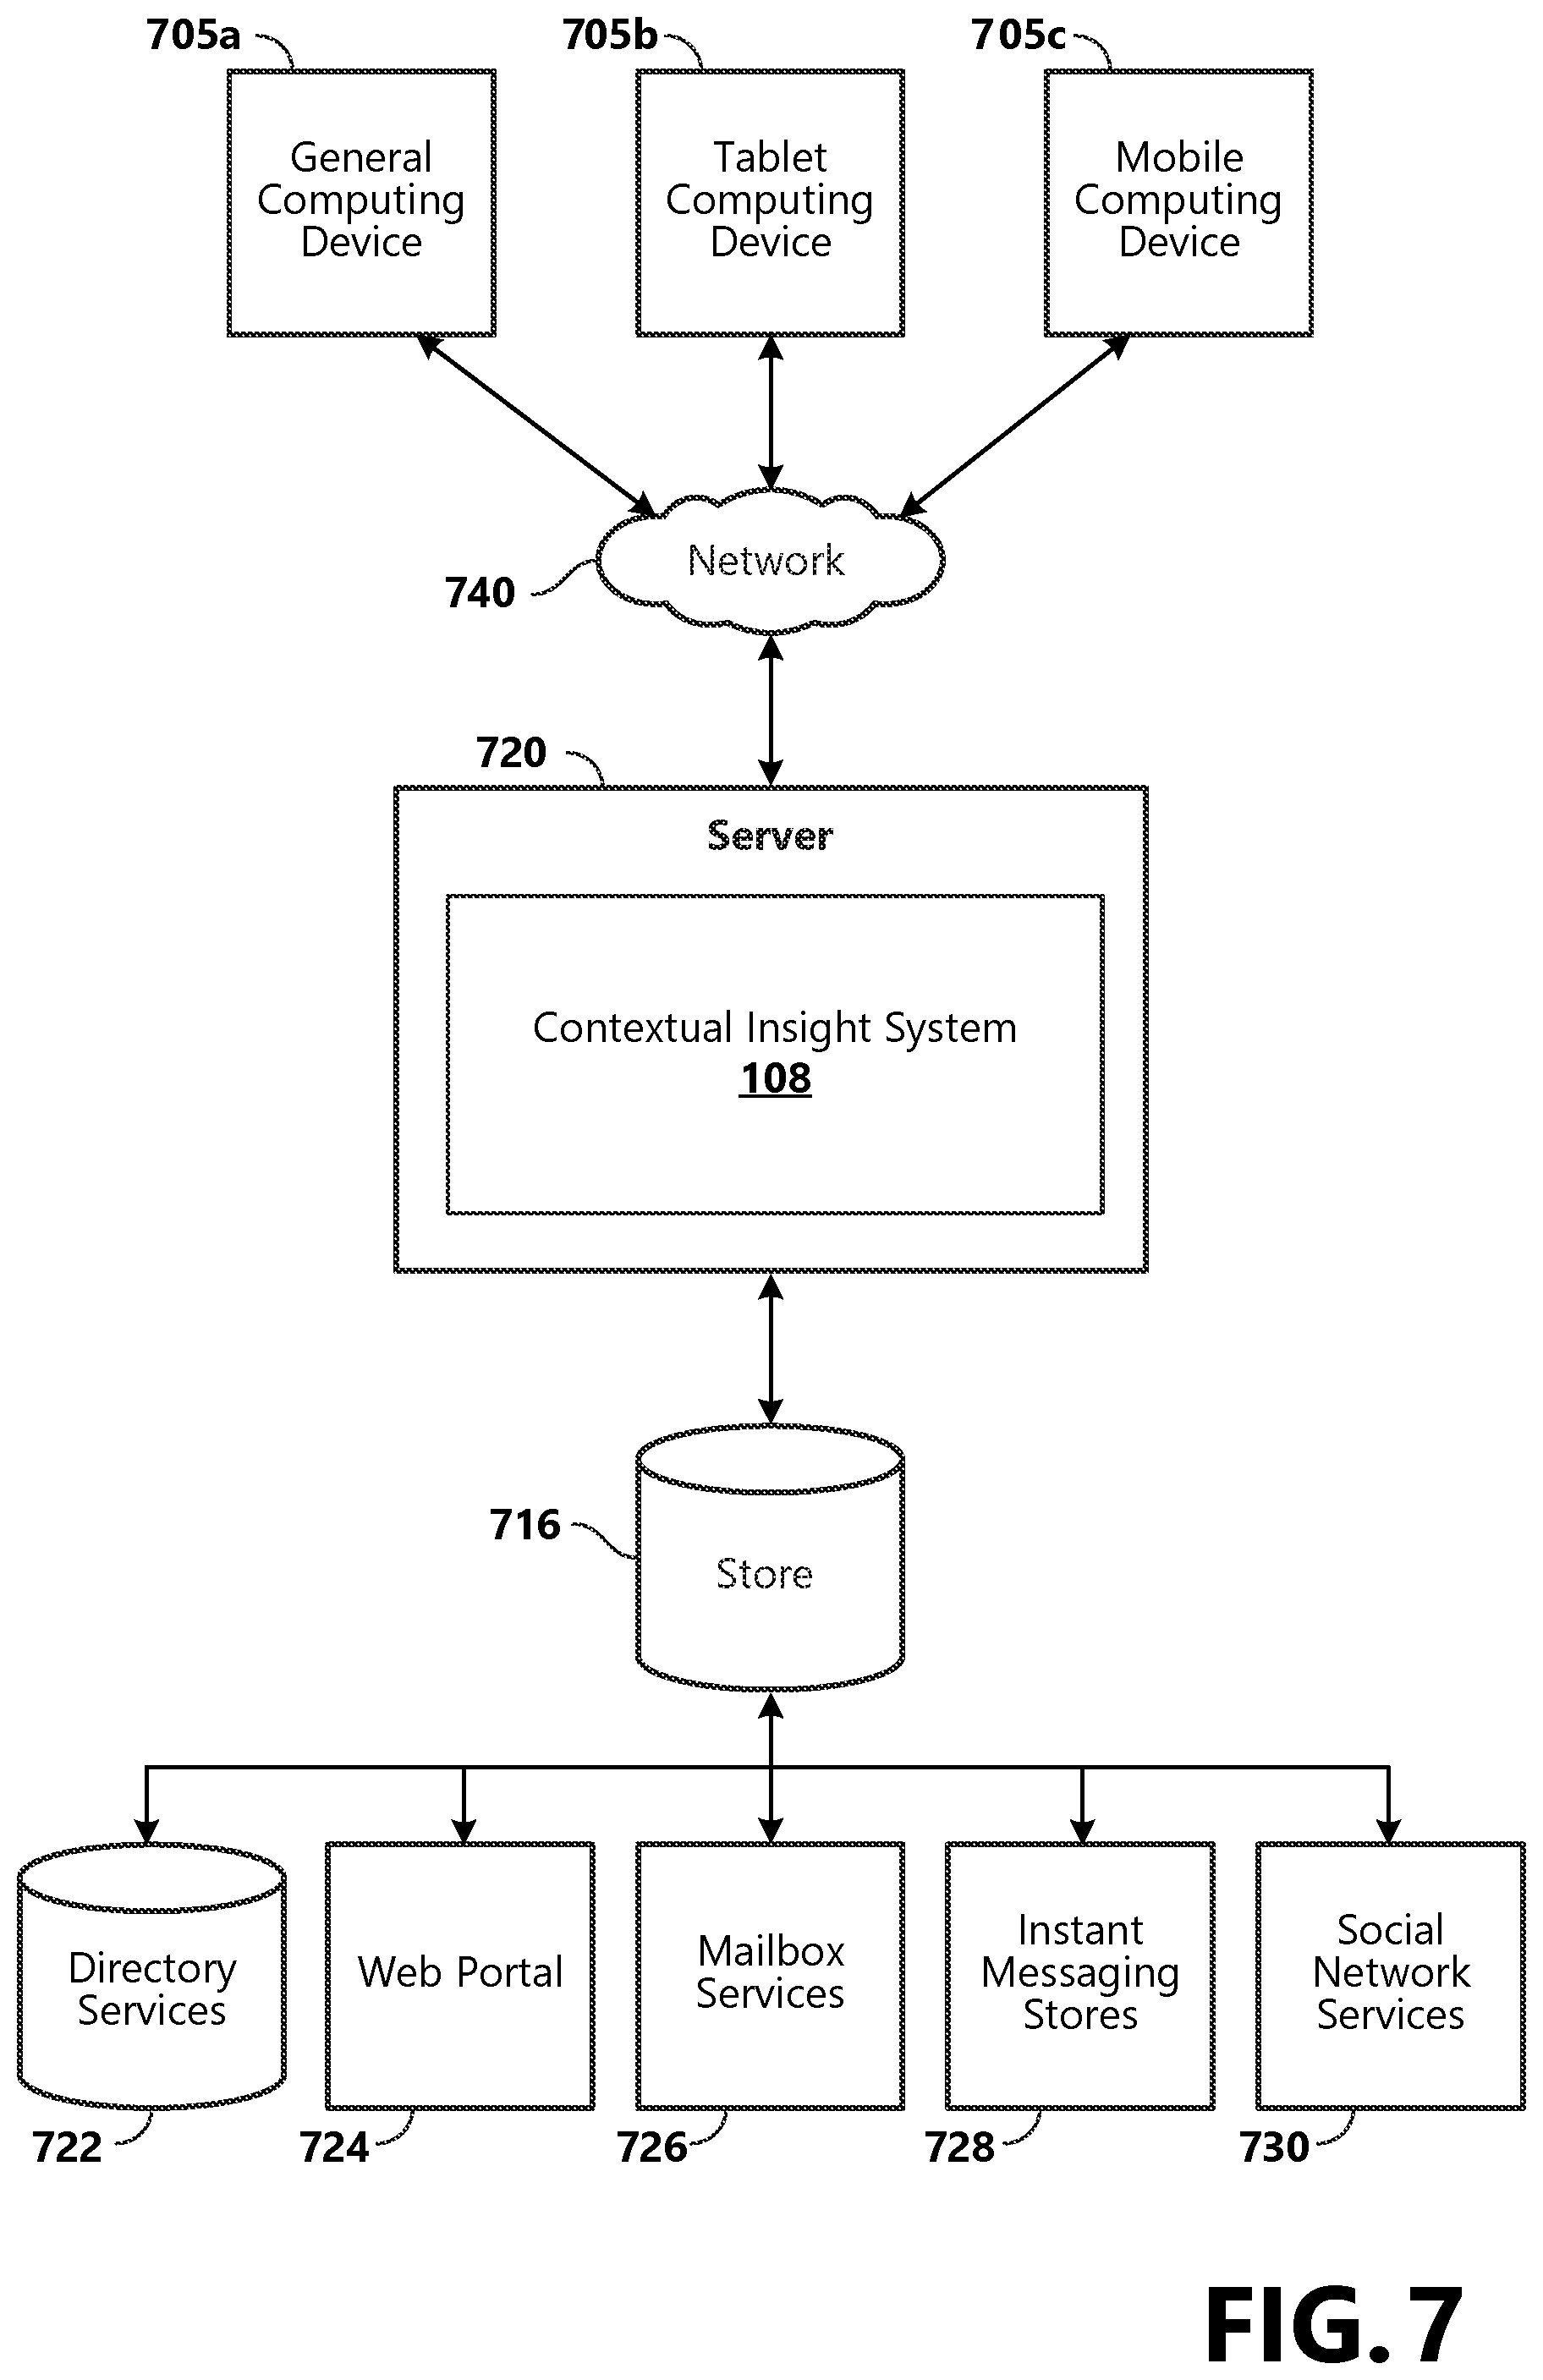 705a
705b
705c
General
Computing
Device
Tablet
Computing
Device
Mobile
Computing
Device
Network
740
720
Server
Contextual Insight System
108
716
Store
Directory
Services
Web Portal
Mailbox
Services
Instant
Messaging
Stores
Social
Network
Services
722
724
726
728
730
FIG. 7